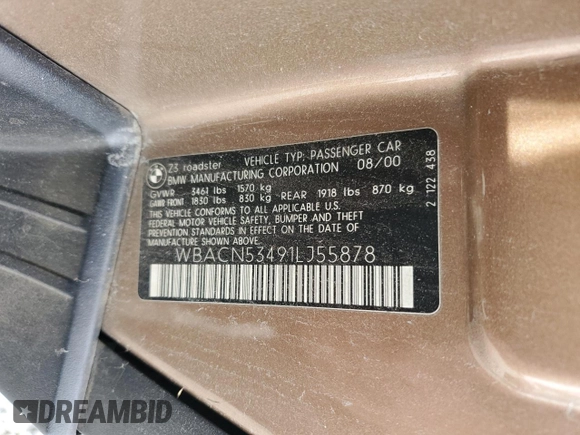 BMW
Z3 roadster VEHICLE TYP: PASSENGER CAR
BMW MANUFACTURING CORPORATION 08/00
GVWR 3461 lbs 1570 kg
GAWR FRONT 1830 lbs 830 kg REAR 1918 lbs 870 kg
THIS VEHICLE CONFORMS TO ALL APPLICABLE U.S.
FEDERAL MOTOR VEHICLE SAFETY, BUMPER AND THEFT
PREVENTION STANDARDS IN EFFECT ON THE DATE OF
MANUFACTURE SHOWN ABOVE.
WBACN53491LJ55878
2 122 438
DREAMBID